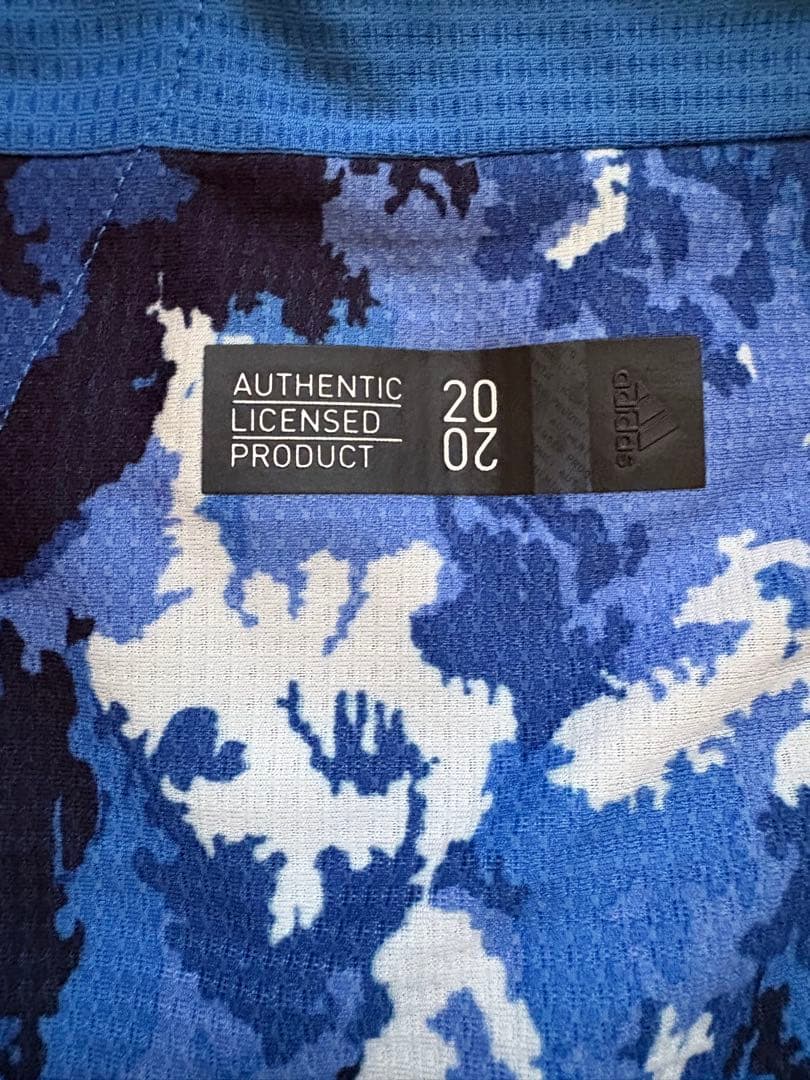 AUTHENTIC
LICENSED
PRODUCT
20
20
adidas